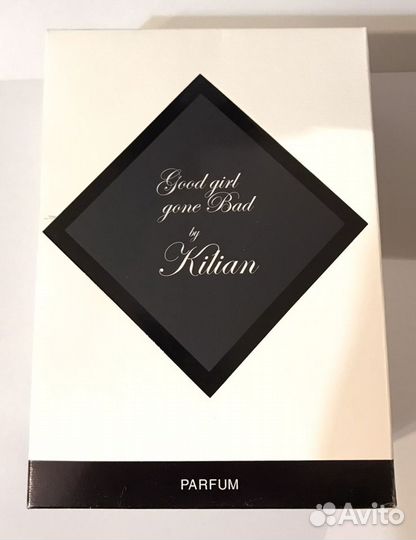 Good girl
gone Bad
by
Kilian
PARFUM
Avito